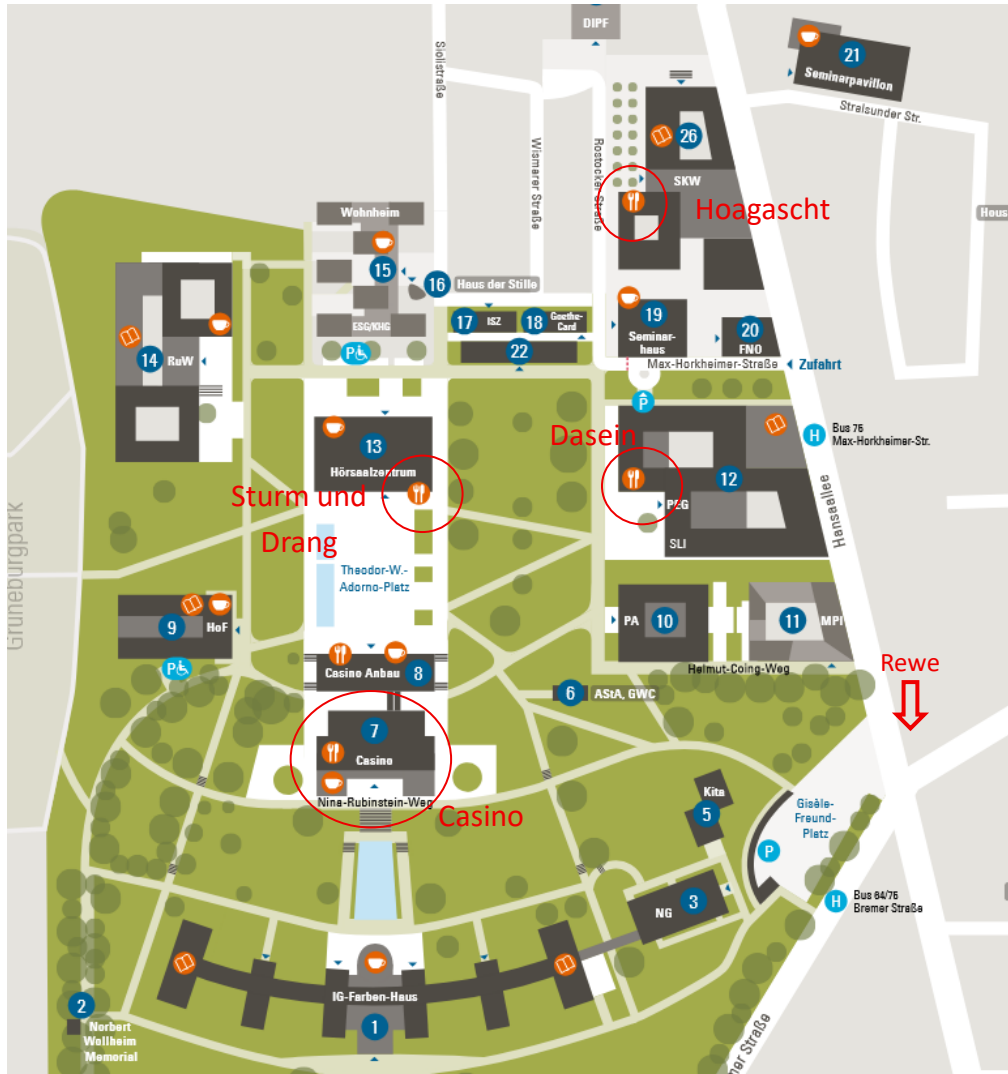 DIPF
21
Seminarpavillon
Siolistraße
Stralsunder Str.
26
Wismarer Straße
Rostocker Straße
SKW
Hoagascht
Wohnheim
Haus
15
16
Haus der Stille
17
ISZ
18
Goethe-
Card
19
Seminar-
haus
20
FNO
ESG/KHG
14
RuW
P
22
Max-Horkheimer-Straße
Zufahrt
P
H
Bus 76
Max-Horkheimer-Str.
13
Hörsaalzentrum
Dasein
12
PEG
SLI
Hansaallee
Sturm und
Drang
Theodor-W.-
Adorno-Platz
Grüneburgpark
9
HoF
P
PA
10
11
MPI
Helmut-Coing-Weg
Rewe
Casino Anbau
8
6
AStA, GWC
7
Casino
Nina-Rubinstein-Weg
Casino
Kita
5
Gisèle-
Freund-
Platz
P
3
NG
H
Bus 64/75
Bremer Straße
IG-Farben-Haus
1
2
Norbert
Wollheim
Memorial
mer Straße